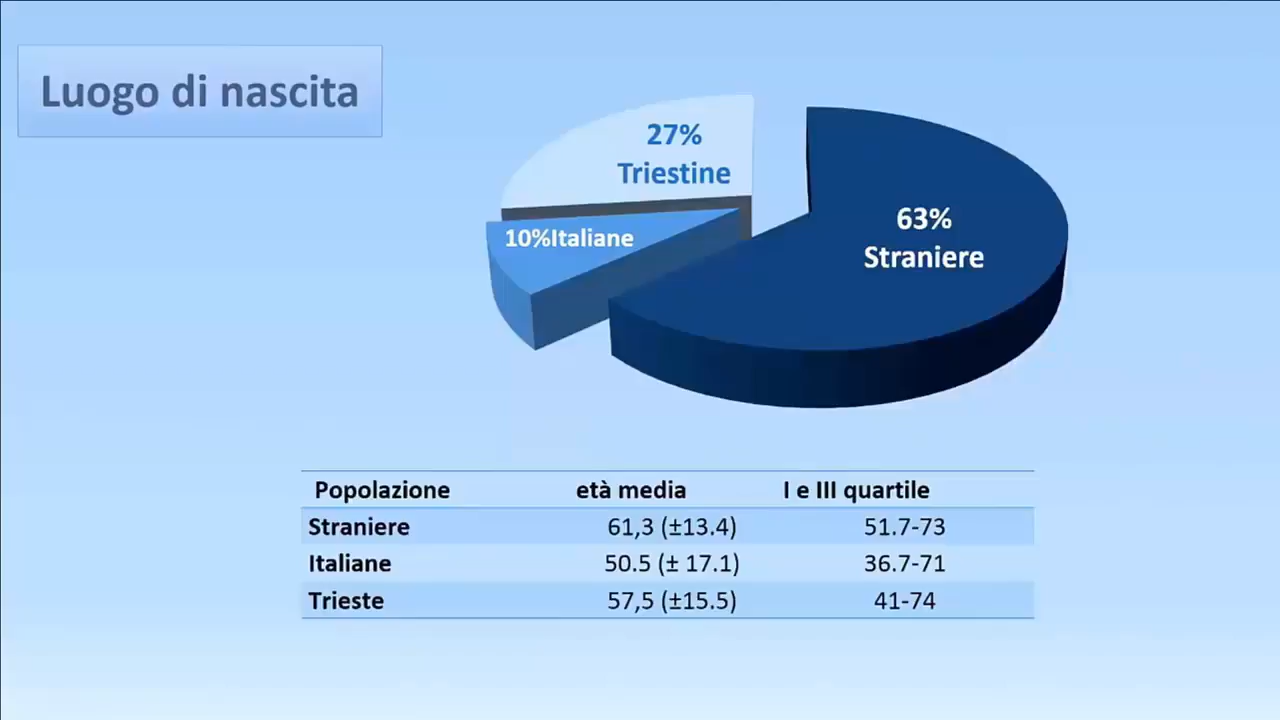 Luogo di nascita
27%
Triestine
10%Italiane
63%
Straniere
Popolazione età media I e III quartile
Straniere 61,3 (±13.4) 51.7-73
Italiane 50.5 (± 17.1) 36.7-71
Trieste 57,5 (±15.5) 41-74